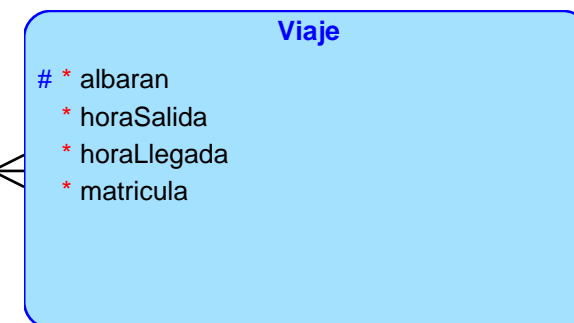 Viaje
# * albaran
* horaSalida
* horaLlegada
* matricula